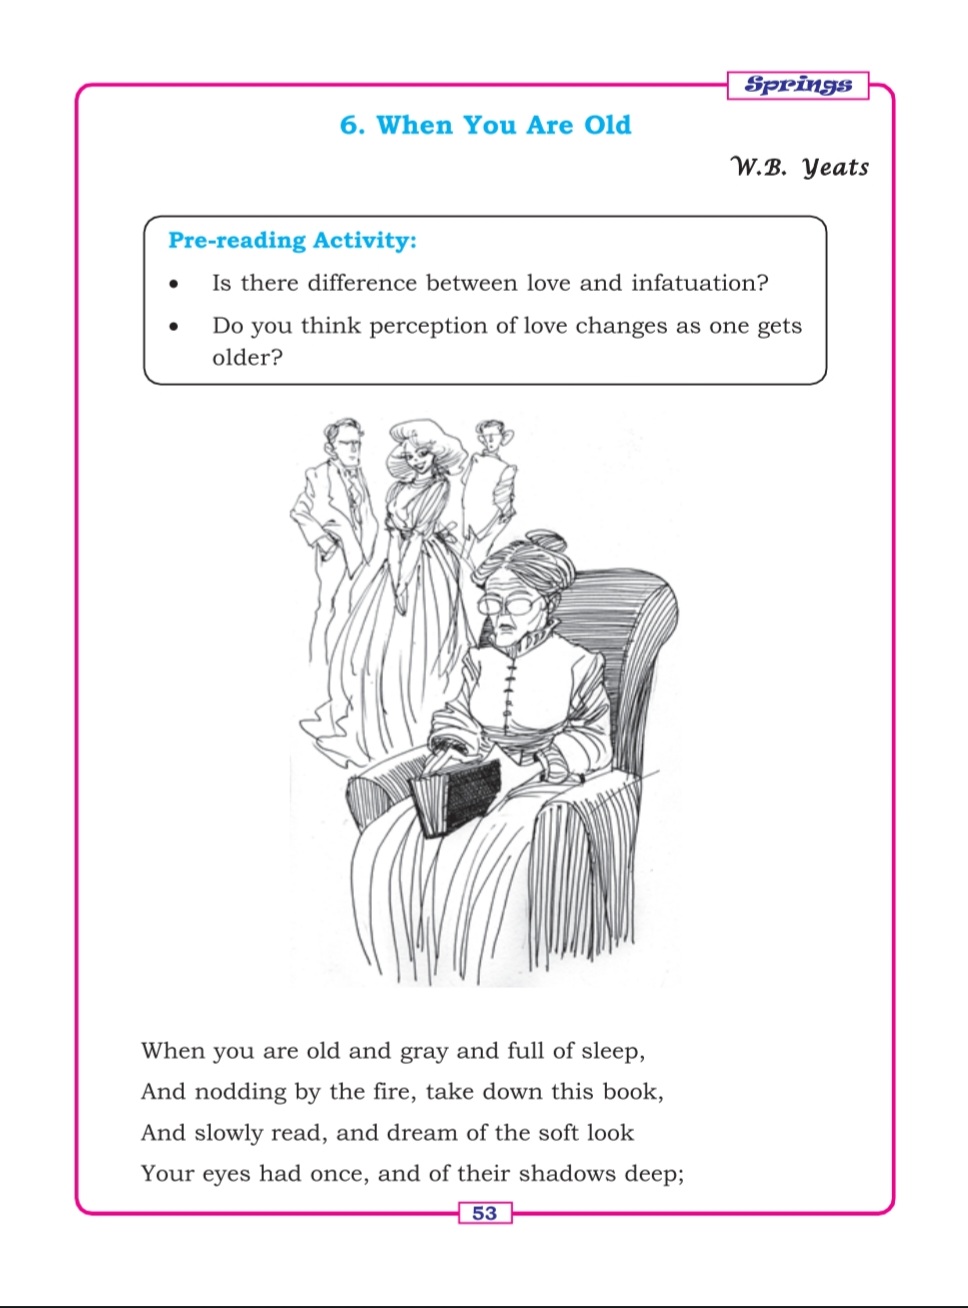 Springs
6. When You Are Old
W.B. Yeats
Pre-reading Activity:
• Is there difference between love and infatuation?
• Do you think perception of love changes as one gets
older?
When you are old and gray and full of sleep,
And nodding by the fire, take down this book,
And slowly read, and dream of the soft look
Your eyes had once, and of their shadows deep;
53